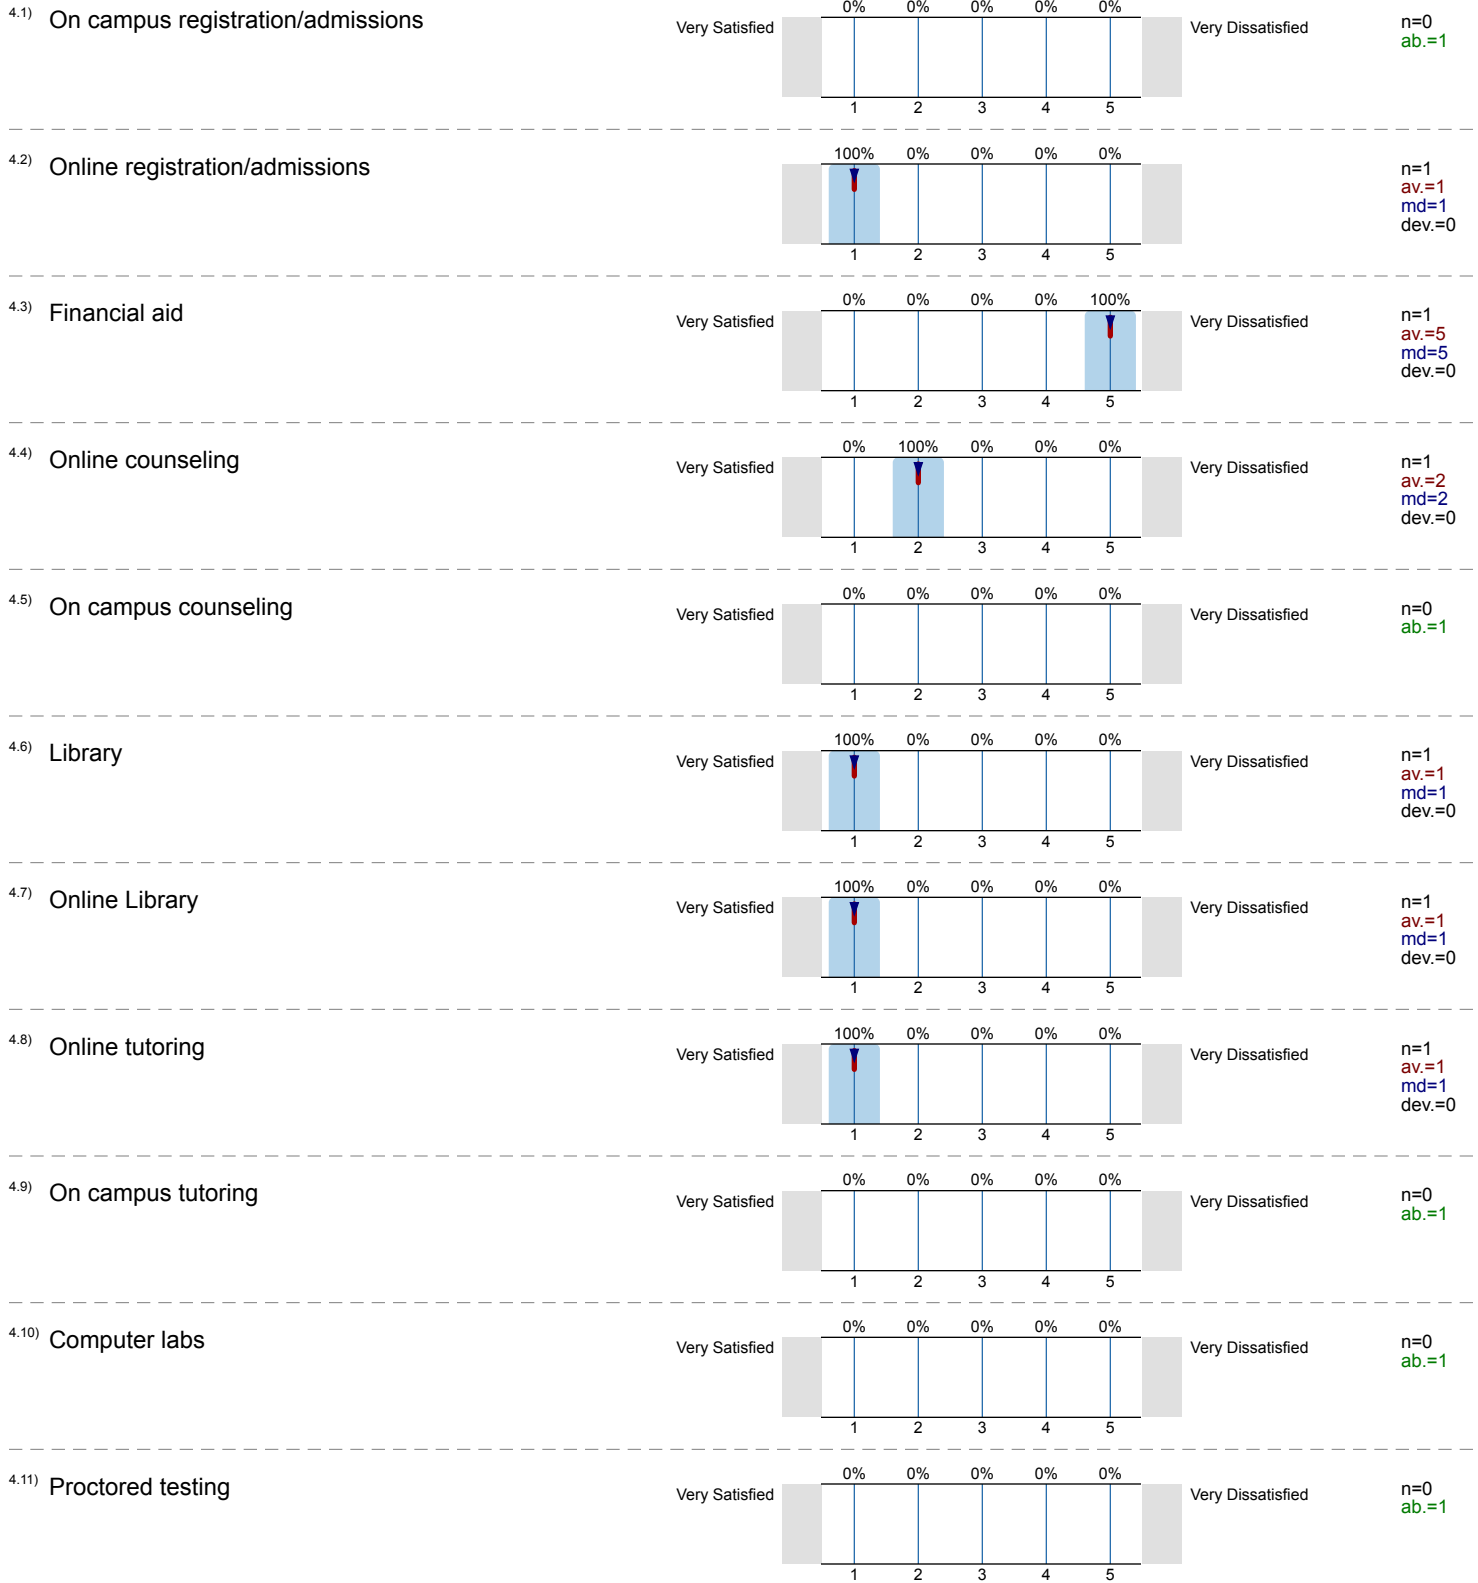 4.1) On campus registration/admissions
0% 0% 0% 0% 0%
Very Satisfied Very Dissatisfied
n=0
ab.=1
1 2 3 4 5
4.2) Online registration/admissions
100% 0% 0% 0% 0%
n=1
av.=1
md=1
dev.=0
1 2 3 4 5
4.3) Financial aid
0% 0% 0% 0% 100%
Very Satisfied Very Dissatisfied
n=1
av.=5
md=5
dev.=0
1 2 3 4 5
4.4) Online counseling
0% 100% 0% 0% 0%
Very Satisfied Very Dissatisfied
n=1
av.=2
md=2
dev.=0
1 2 3 4 5
4.5) On campus counseling
0% 0% 0% 0% 0%
Very Satisfied Very Dissatisfied
n=0
ab.=1
1 2 3 4 5
4.6) Library
100% 0% 0% 0% 0%
Very Satisfied Very Dissatisfied
n=1
av.=1
md=1
dev.=0
1 2 3 4 5
4.7) Online Library
100% 0% 0% 0% 0%
Very Satisfied Very Dissatisfied
n=1
av.=1
md=1
dev.=0
1 2 3 4 5
4.8) Online tutoring
100% 0% 0% 0% 0%
Very Satisfied Very Dissatisfied
n=1
av.=1
md=1
dev.=0
1 2 3 4 5
4.9) On campus tutoring
0% 0% 0% 0% 0%
Very Satisfied Very Dissatisfied
n=0
ab.=1
1 2 3 4 5
4.10) Computer labs
0% 0% 0% 0% 0%
Very Satisfied Very Dissatisfied
n=0
ab.=1
1 2 3 4 5
4.11) Proctored testing
0% 0% 0% 0% 0%
Very Satisfied Very Dissatisfied
n=0
ab.=1
1 2 3 4 5